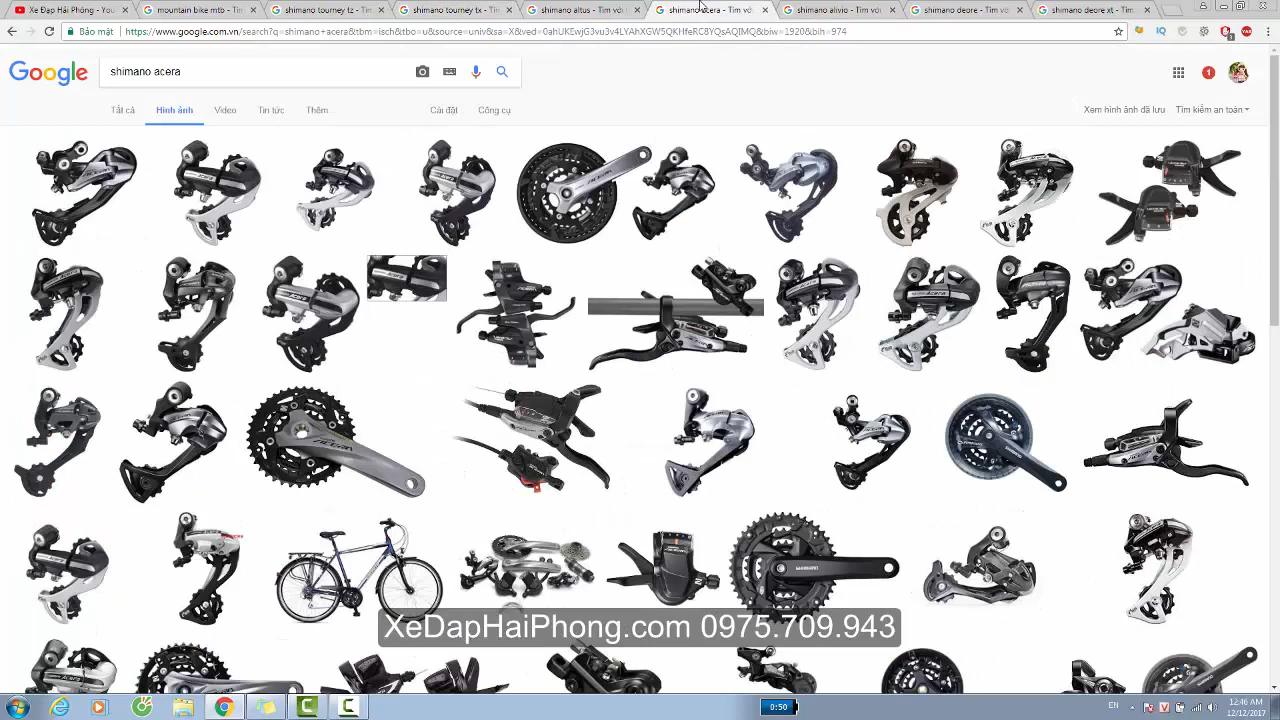 Xe Đạp Hải Phòng - You
mountain bike mtb - Tìm
shimano tourney tz - Tìm
shimano tourney tx - Tìm
shimano altus - Tìm với
shimano acera - Tìm với
shimano alivio - Tìm với
shimano deore - Tìm với
shimano deore xt - Tìm
Bảo mật
https://www.google.com.vn/search?q=shimano+acera&tbm=isch&tbo=u&source=univ&sa=X&ved=0ahUKEwjG3vu3v4LYAhXGW5QKHfeRC8YQsAQIMQ&biw=1920&bih=974
Google
shimano acera
1
Tất cả
Hình ảnh
Video
Tin tức
Thêm
Cài đặt
Công cụ
Xem hình ảnh đã lưu
Tìm kiếm an toàn
XeDapHaiPhong.com 0975.709.943
0:50
EN
12:46 AM
12/12/2017